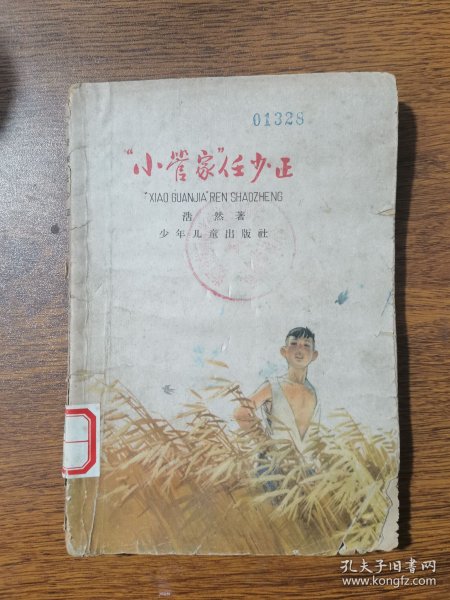 01328
“小管家”任少正
“XIAO GUANJIA”REN SHAOZHENG
浩然著
少年儿童出版社
孔夫子旧书网
www.kongfz.com